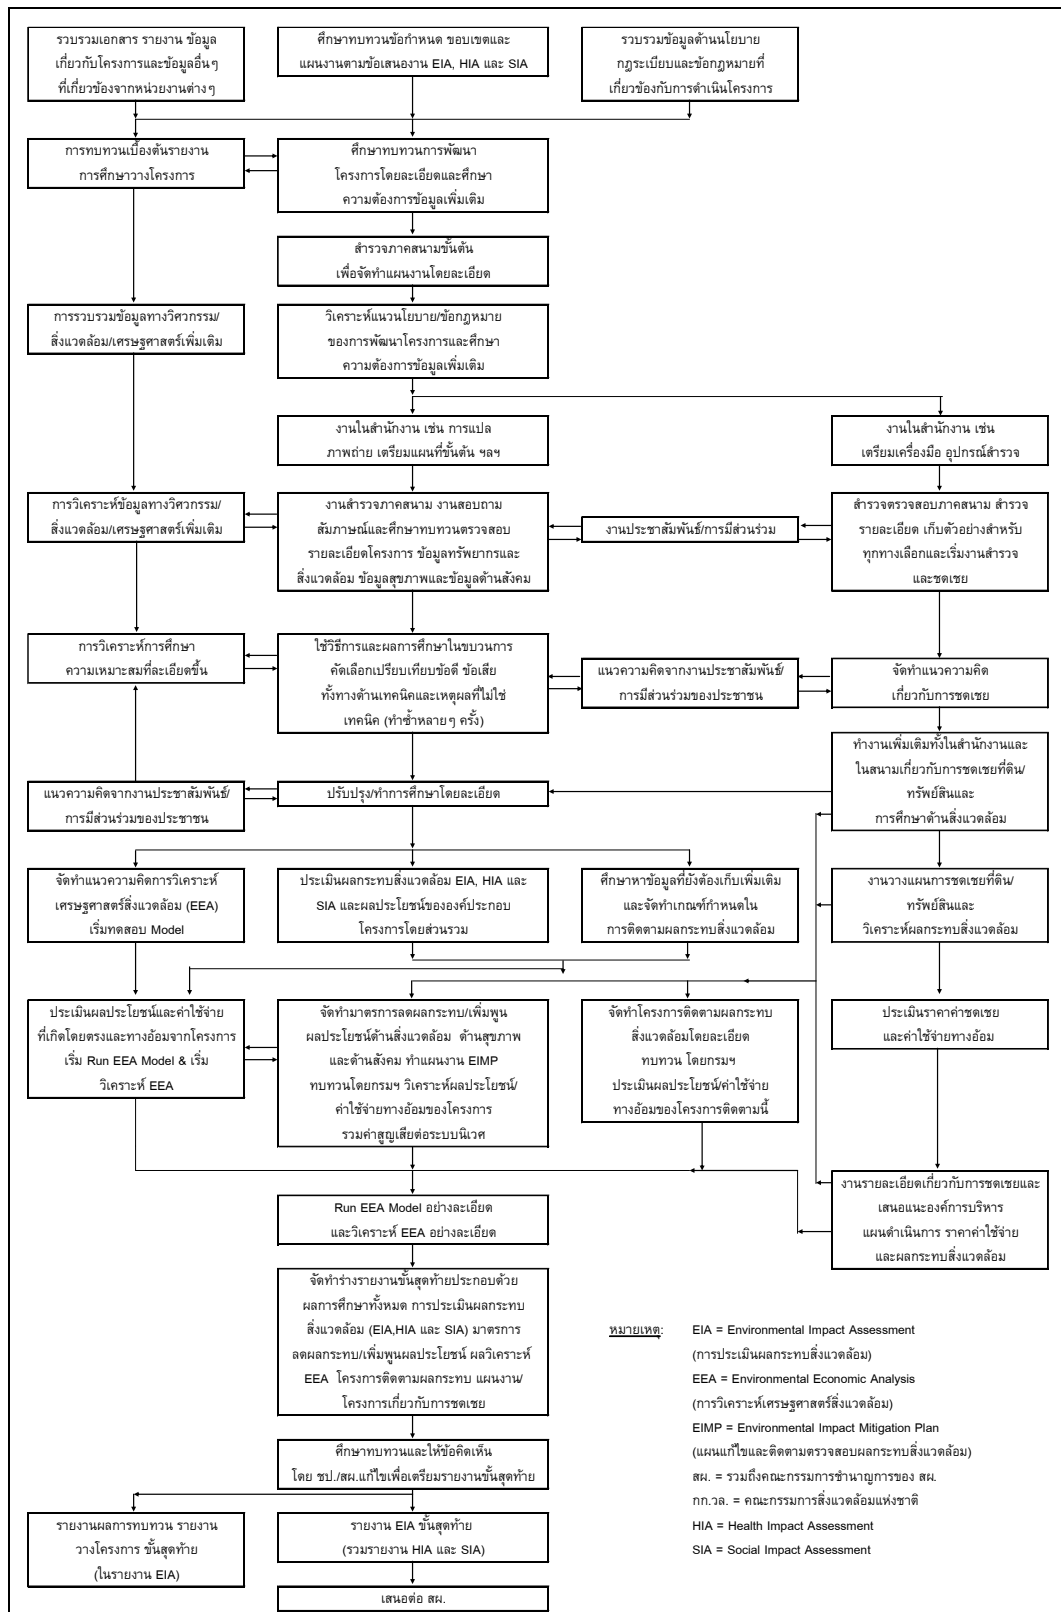 รวบรวมเอกสาร รายงาน ข้อมูล
เกี่ยวกับโครงการและข้อมูลอื่นๆ
ที่เกี่ยวข้องจากหน่วยงานต่างๆ
ศึกษาทบทวนข้อกำหนด ขอบเขตและ
แผนงานตามข้อเสนองาน EIA, HIA และ SIA
รวบรวมข้อมูลด้านนโยบาย
กฎระเบียบและข้อกฎหมายที่
เกี่ยวข้องกับการดำเนินโครงการ
การทบทวนเบื้องต้นรายงาน
การศึกษาวางโครงการ
ศึกษาทบทวนการพัฒนา
โครงการโดยละเอียดและศึกษา
ความต้องการข้อมูลเพิ่มเติม
สำรวจภาคสนามขั้นต้น
เพื่อจัดทำแผนงานโดยละเอียด
การรวบรวมข้อมูลทางวิศวกรรม/
สิ่งแวดล้อม/เศรษฐศาสตร์เพิ่มเติม
วิเคราะห์แนวนโยบาย/ข้อกฎหมาย
ของการพัฒนาโครงการและศึกษา
ความต้องการข้อมูลเพิ่มเติม
งานในสำนักงาน เช่น การแปล
ภาพถ่าย เตรียมแผนที่ขั้นต้น ฯลฯ
งานในสำนักงาน เช่น
เตรียมเครื่องมือ อุปกรณ์สำรวจ
การวิเคราะห์ข้อมูลทางวิศวกรรม/
สิ่งแวดล้อม/เศรษฐศาสตร์เพิ่มเติม
งานสำรวจภาคสนาม งานสอบถาม
สัมภาษณ์และศึกษาทบทวนตรวจสอบ
รายละเอียดโครงการ ข้อมูลทรัพยากรและ
สิ่งแวดล้อม ข้อมูลสุขภาพและข้อมูลด้านสังคม
งานประชาสัมพันธ์/การมีส่วนร่วม
สำรวจตรวจสอบภาคสนาม สำรวจ
รายละเอียด เก็บตัวอย่างสำหรับ
ทุกทางเลือกและเริ่มงานสำรวจ
และชดเชย
การวิเคราะห์การศึกษา
ความเหมาะสมที่ละเอียดขึ้น
ใช้วิธีการและผลการศึกษาในขบวนการ
คัดเลือกเปรียบเทียบข้อดี ข้อเสีย
ทั้งทางด้านเทคนิคและเหตุผลที่ไม่ใช่
เทคนิค (ทำซ้ำหลายๆ ครั้ง)
แนวความคิดจากงานประชาสัมพันธ์/
การมีส่วนร่วมของประชาชน
จัดทำแนวความคิด
เกี่ยวกับการชดเชย
ทำงานเพิ่มเติมทั้งในสำนักงานและ
ในสนามเกี่ยวกับการชดเชยที่ดิน/
ทรัพย์สินและ
การศึกษาด้านสิ่งแวดล้อม
แนวความคิดจากงานประชาสัมพันธ์/
การมีส่วนร่วมของประชาชน
ปรับปรุง/ทำการศึกษาโดยละเอียด
จัดทำแนวความคิดการวิเคราะห์
เศรษฐศาสตร์สิ่งแวดล้อม (EEA)
เริ่มทดสอบ Model
ประเมินผลกระทบสิ่งแวดล้อม EIA, HIA และ
SIA และผลประโยชน์ขององค์ประกอบ
โครงการโดยส่วนรวม
ศึกษาหาข้อมูลที่ยังต้องเก็บเพิ่มเติม
และจัดทำเกณฑ์กำหนดใน
การติดตามผลกระทบสิ่งแวดล้อม
งานวางแผนการชดเชยที่ดิน/
ทรัพย์สินและ
วิเคราะห์ผลกระทบสิ่งแวดล้อม
ประเมินผลประโยชน์และค่าใช้จ่าย
ที่เกิดโดยตรงและทางอ้อมจากโครงการ
เริ่ม Run EEA Model & เริ่ม
วิเคราะห์ EEA
จัดทำมาตรการลดผลกระทบ/เพิ่มพูน
ผลประโยชน์ด้านสิ่งแวดล้อม ด้านสุขภาพ
และด้านสังคม ทำแผนงาน EIMP
ทบทวนโดยกรมฯ วิเคราะห์ผลประโยชน์/
ค่าใช้จ่ายทางอ้อมของโครงการ
รวมค่าสูญเสียต่อระบบนิเวศ
จัดทำโครงการติดตามผลกระทบ
สิ่งแวดล้อมโดยละเอียด
ทบทวน โดยกรมฯ
ประเมินผลประโยชน์/ค่าใช้จ่าย
ทางอ้อมของโครงการติดตามนี้
ประเมินราคาค่าชดเชย
และค่าใช้จ่ายทางอ้อม
งานรายละเอียดเกี่ยวกับการชดเชยและ
เสนอแนะองค์การบริหาร
แผนดำเนินการ ราคาค่าใช้จ่าย
และผลกระทบสิ่งแวดล้อม
Run EEA Model อย่างละเอียด
และวิเคราะห์ EEA อย่างละเอียด
จัดทำร่างรายงานขั้นสุดท้ายประกอบด้วย
ผลการศึกษาทั้งหมด การประเมินผลกระทบ
สิ่งแวดล้อม (EIA,HIA และ SIA) มาตรการ
ลดผลกระทบ/เพิ่มพูนผลประโยชน์ ผลวิเคราะห์
EEA โครงการติดตามผลกระทบ แผนงาน/
โครงการเกี่ยวกับการชดเชย
ศึกษาทบทวนและให้ข้อคิดเห็น
โดย ชป./สผ.แก้ไขเพื่อเตรียมรายงานขั้นสุดท้าย
รายงานผลการทบทวน รายงาน
วางโครงการ ขั้นสุดท้าย
(ในรายงาน EIA)
รายงาน EIA ขั้นสุดท้าย
(รวมรายงาน HIA และ SIA)
เสนอต่อ สผ.
หมายเหตุ: EIA = Environmental Impact Assessment
(การประเมินผลกระทบสิ่งแวดล้อม)
EEA = Environmental Economic Analysis
(การวิเคราะห์เศรษฐศาสตร์สิ่งแวดล้อม)
EIMP = Environmental Impact Mitigation Plan
(แผนแก้ไขและติดตามตรวจสอบผลกระทบสิ่งแวดล้อม)
สผ. = รวมถึงคณะกรรมการชำนาญการของ สผ.
กก.วล. = คณะกรรมการสิ่งแวดล้อมแห่งชาติ
HIA = Health Impact Assessment
SIA = Social Impact Assessment